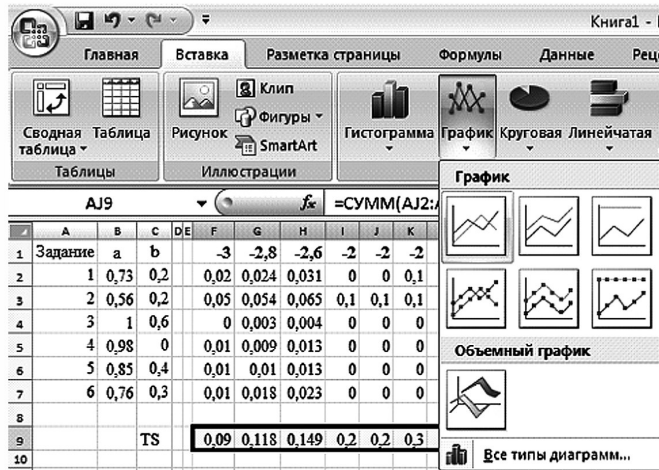 Книга1 -
Главная Вставка Разметка страницы Формулы Данные Рец
Сводная таблица Таблица Рисунок Клип Фигуры SmartArt Гистограмма График Круговая Линейчатая
Таблицы Иллюстрации
График
AJ9 fx =СУММ(AJ2:
A B C D E F G H I J K
1 Задание a b -3 -2,8 -2,6 -2 -2 -2
2 1 0,73 0,2 0,02 0,024 0,031 0 0 0,1
3 2 0,56 0,2 0,05 0,054 0,065 0,1 0,1 0,1
4 3 1 0,6 0 0,003 0,004 0 0 0
5 4 0,98 0 0,01 0,009 0,013 0 0 0
6 5 0,85 0,4 0,01 0,01 0,013 0 0 0
7 6 0,76 0,3 0,01 0,018 0,023 0 0 0
8
9 TS 0,09 0,118 0,149 0,2 0,2 0,3
10
Объемный график
Все типы диаграмм...